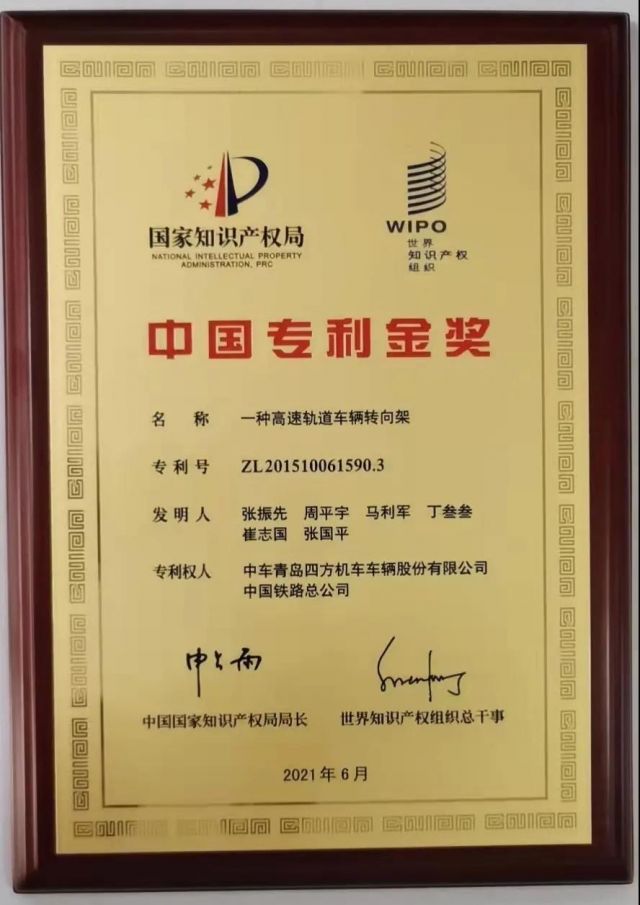 国家知识产权局
NATIONAL INTELLECTUAL PROPERTY
ADMINISTRATION, PRC
WIPO
世界
知识产权
组织
中国专利金奖
名称 一种高速轨道车辆转向架
专利号 ZL201510061590.3
发明人 张振先 周平宇 马利军 丁叁叁
崔志国 张国平
专利权人 中车青岛四方机车车辆股份有限公司
中国铁路总公司
申长雨
中国国家知识产权局局长 世界知识产权组织总干事
2021年6月